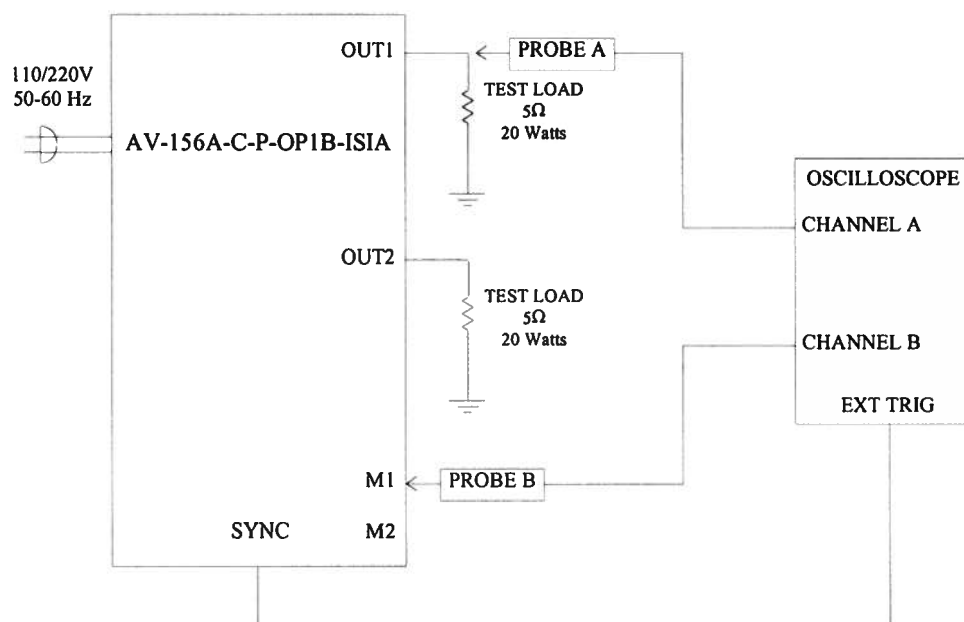 110/220V
50-60 Hz
AV-156A-C-P-OP1B-ISIA
OUT1
PROBE A
TEST LOAD
5Ω
20 Watts
OUT2
TEST LOAD
5Ω
20 Watts
M1
PROBE B
SYNC
M2
OSCILLOSCOPE
CHANNEL A
CHANNEL B
EXT TRIG